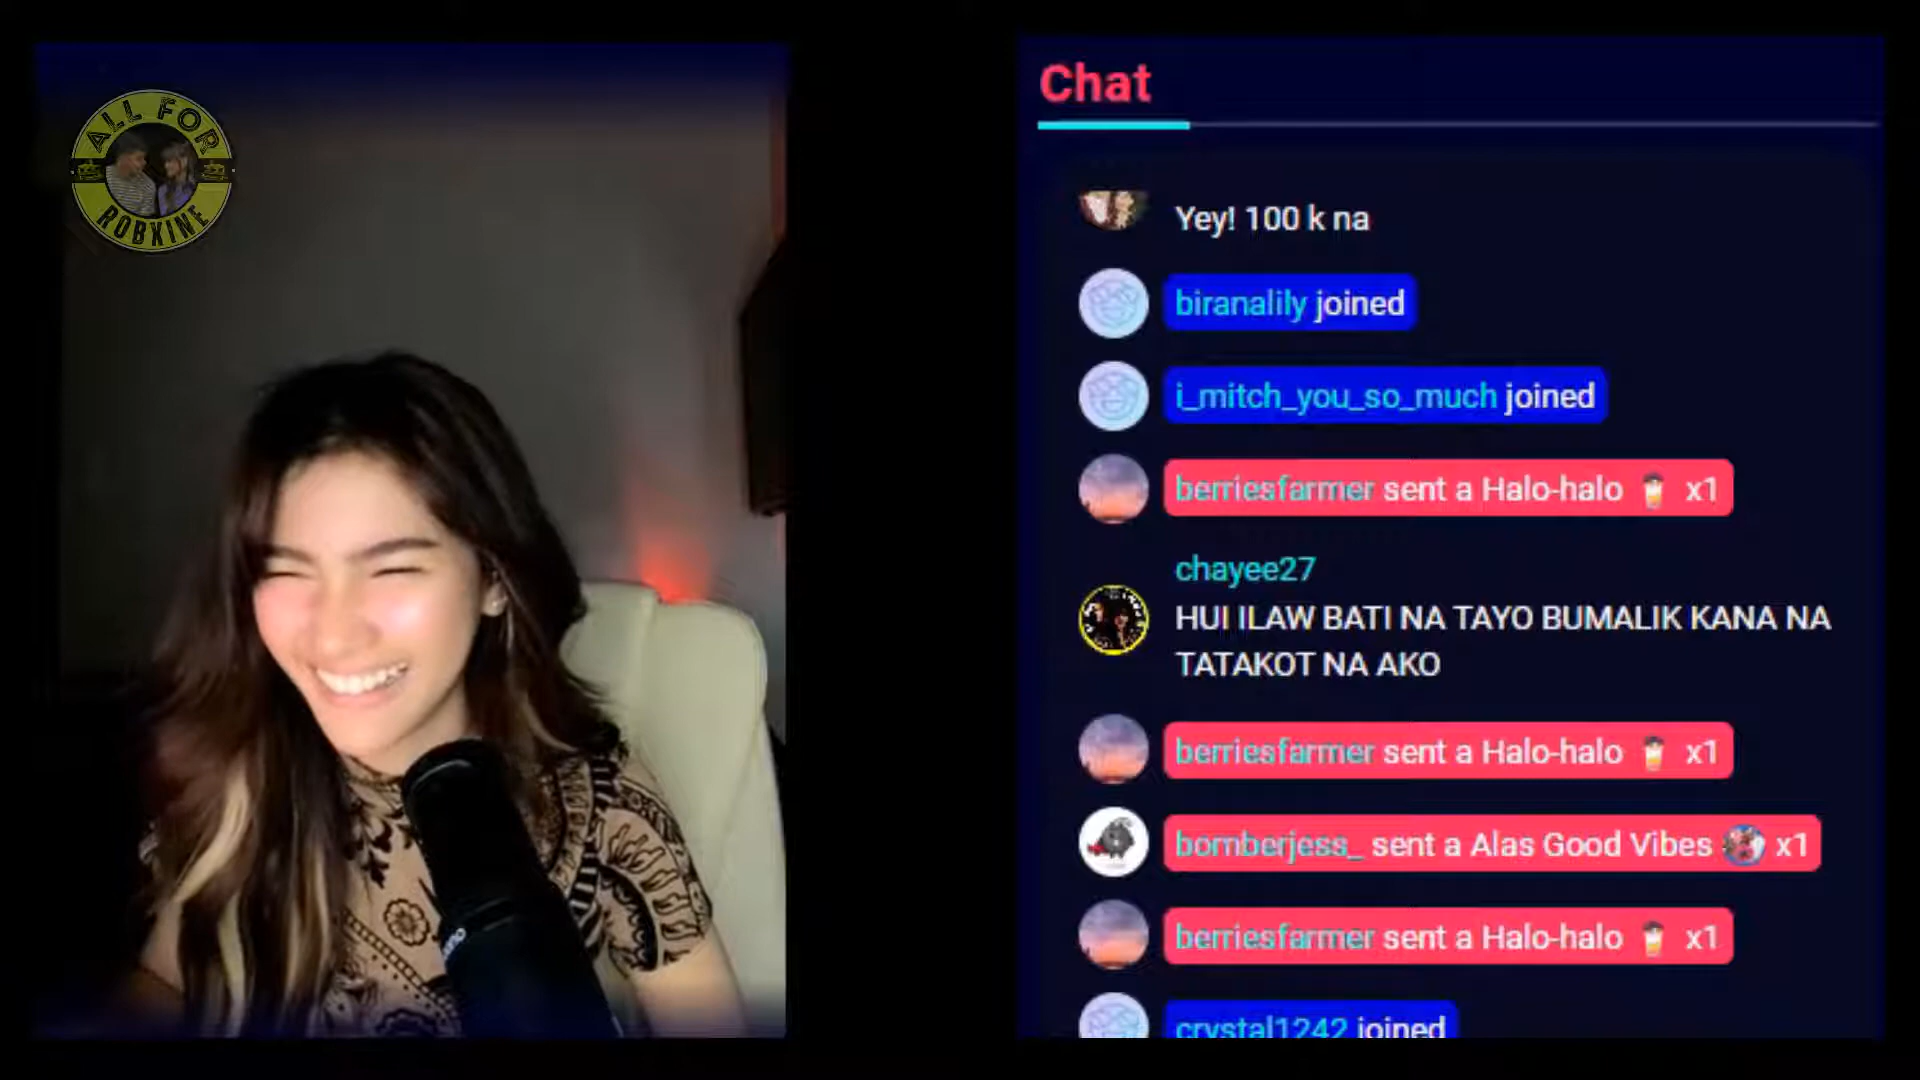 ALL FOR
ROBXINE
Chat
Yey! 100 k na
biranalily joined
i_mitch_you_so_much joined
berriesfarmer sent a Halo-halo x1
chayee27
HUI ILAW BATI NA TAYO BUMALIK KANA NA
TATAKOT NA AKO
berriesfarmer sent a Halo-halo x1
bomberjess_ sent a Alas Good Vibes x1
berriesfarmer sent a Halo-halo x1
crystal1242 joined